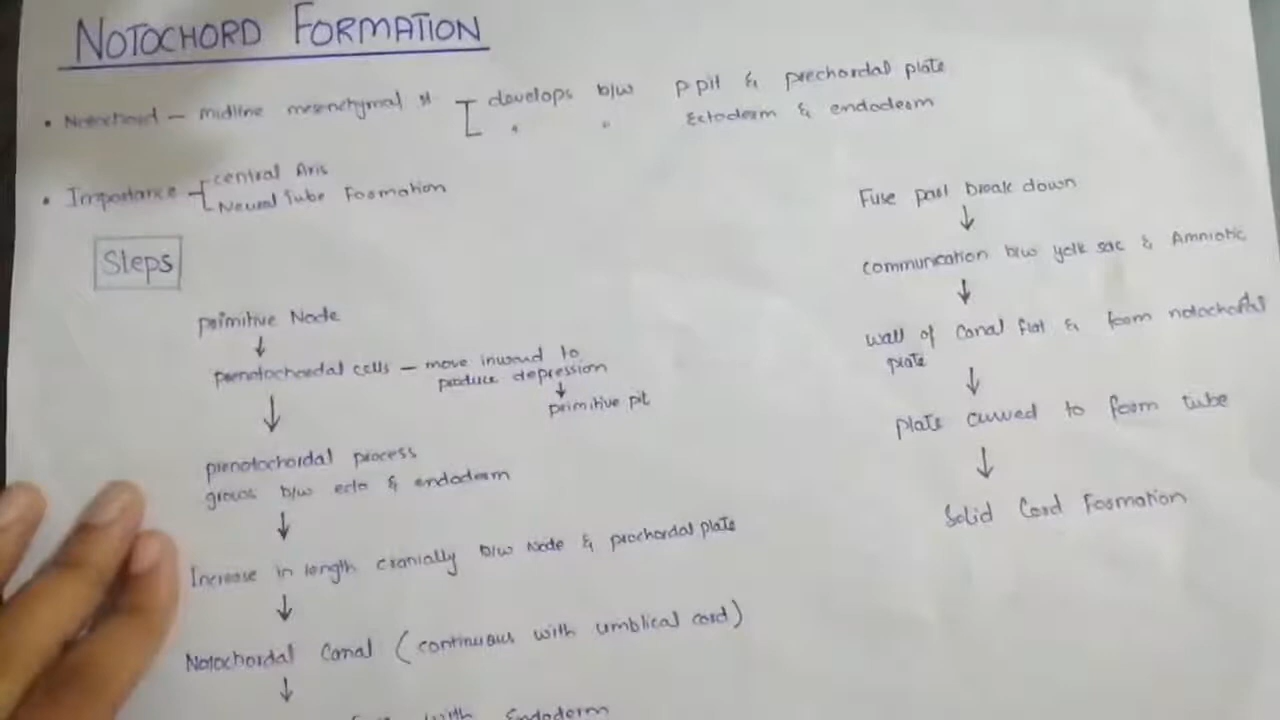 NOTOCHORD FORMATION
• Notochord – midline mesenchymal st [ develops b/w p pit & prechordal plate
" " Ectoderm & endoderm
• Importance – central Axis
Neural Tube Formation
Steps
primitive Node
↓
prenotochordal cells – move inward to
produce depression
↓
primitive pit
↓
prenotochordal process
grows b/w ecto & endoderm
↓
Increase in length cranially b/w Node & prochordal plate
↓
Notochordal Canal (continuous with umblical cord)
↓
with Endoderm
Fuse part break down
↓
communication b/w yolk sac & Amniotic
↓
wall of canal flat & form notochordal
plate
↓
plate curved to form tube
↓
Solid Cord Formation